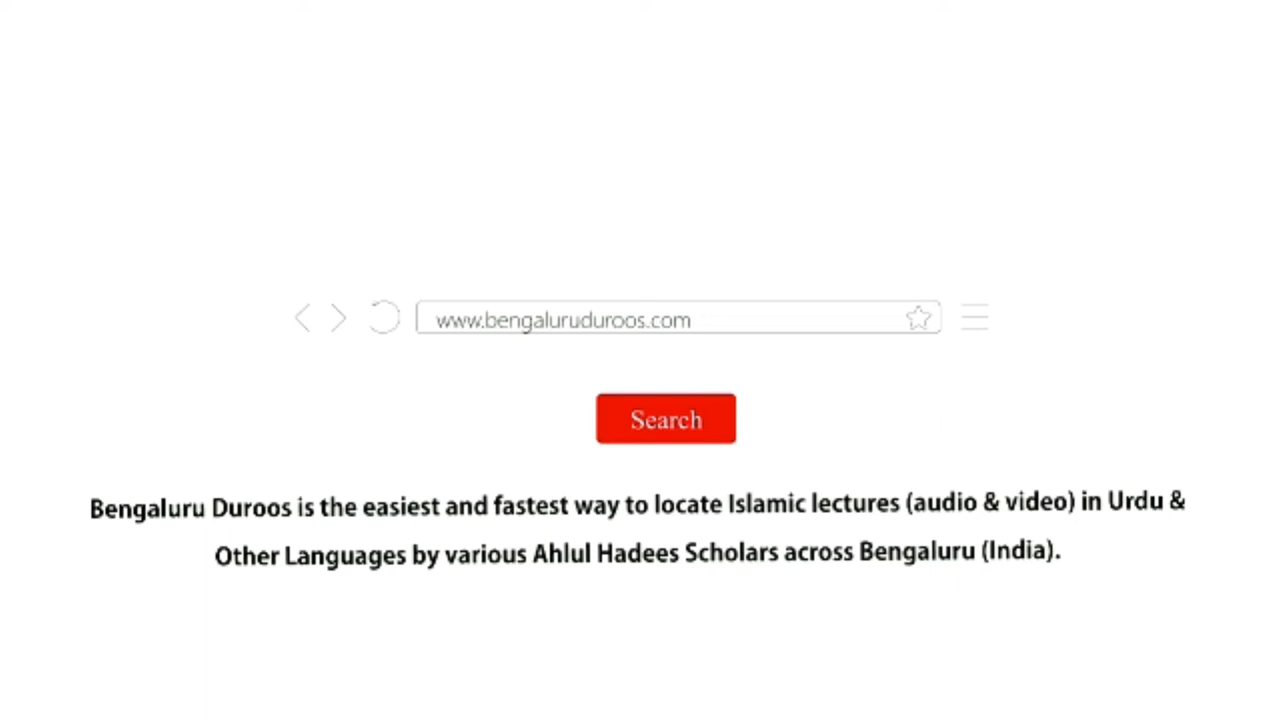 www.bengaluruduroos.com
Search
Bengaluru Duroos is the easiest and fastest way to locate Islamic lectures (audio & video) in Urdu &
Other Languages by various Ahlul Hadees Scholars across Bengaluru (India).